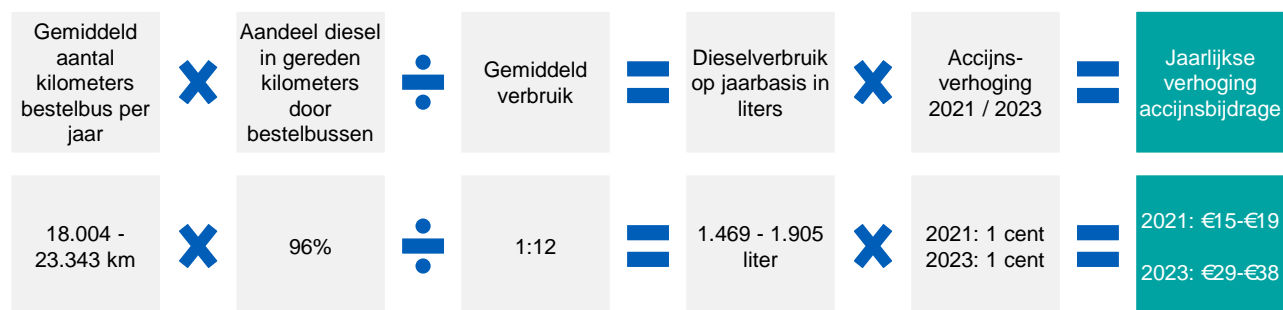 Gemiddeld
aantal
kilometers
bestelbus per
jaar
Aandeel diesel
in gereden
kilometers
door
bestelbussen
Gemiddeld
verbruik
Dieselverbruik
op jaarbasis in
liters
Accijns-
verhoging
2021 / 2023
Jaarlijkse
verhoging
accijnsbijdrage
18.004 -
23.343 km
96%
1:12
1.469 - 1.905
liter
2021: 1 cent
2023: 1 cent
2021: €15-€19
2023: €29-€38